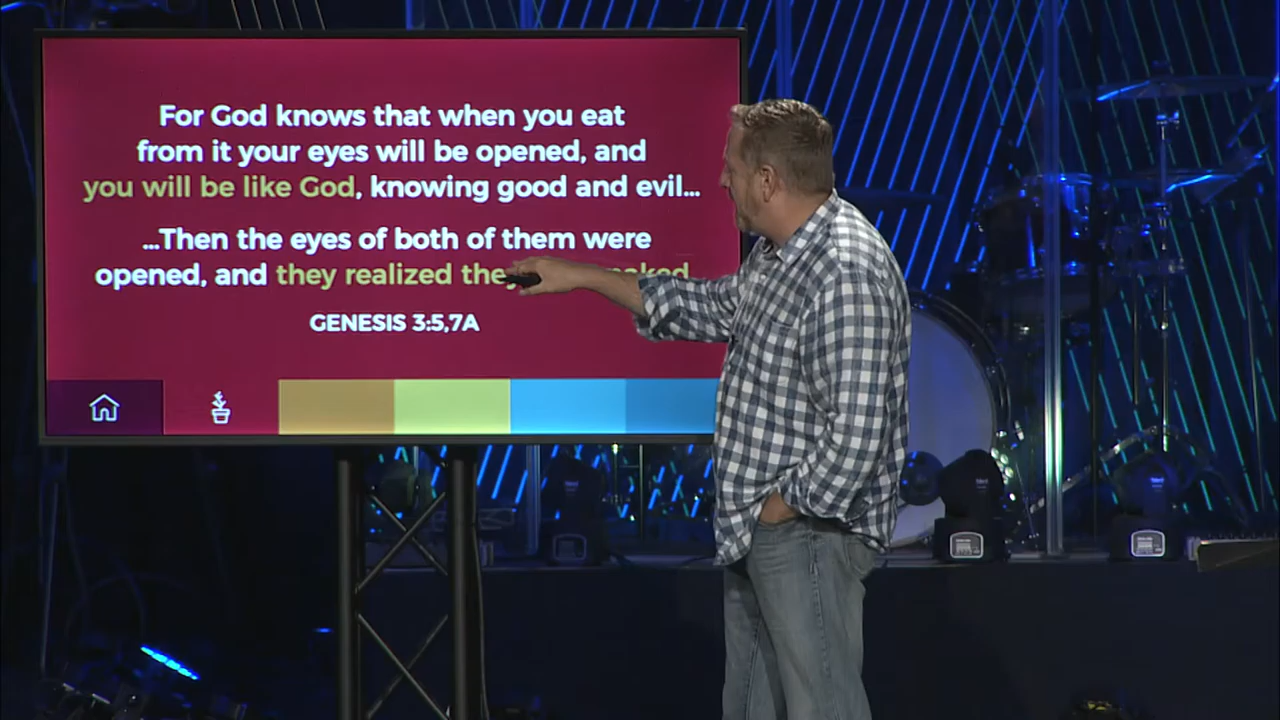 For God knows that when you eat
from it your eyes will be opened, and
you will be like God, knowing good and evil...
...Then the eyes of both of them were
opened, and they realized they naked
GENESIS 3:5,7A